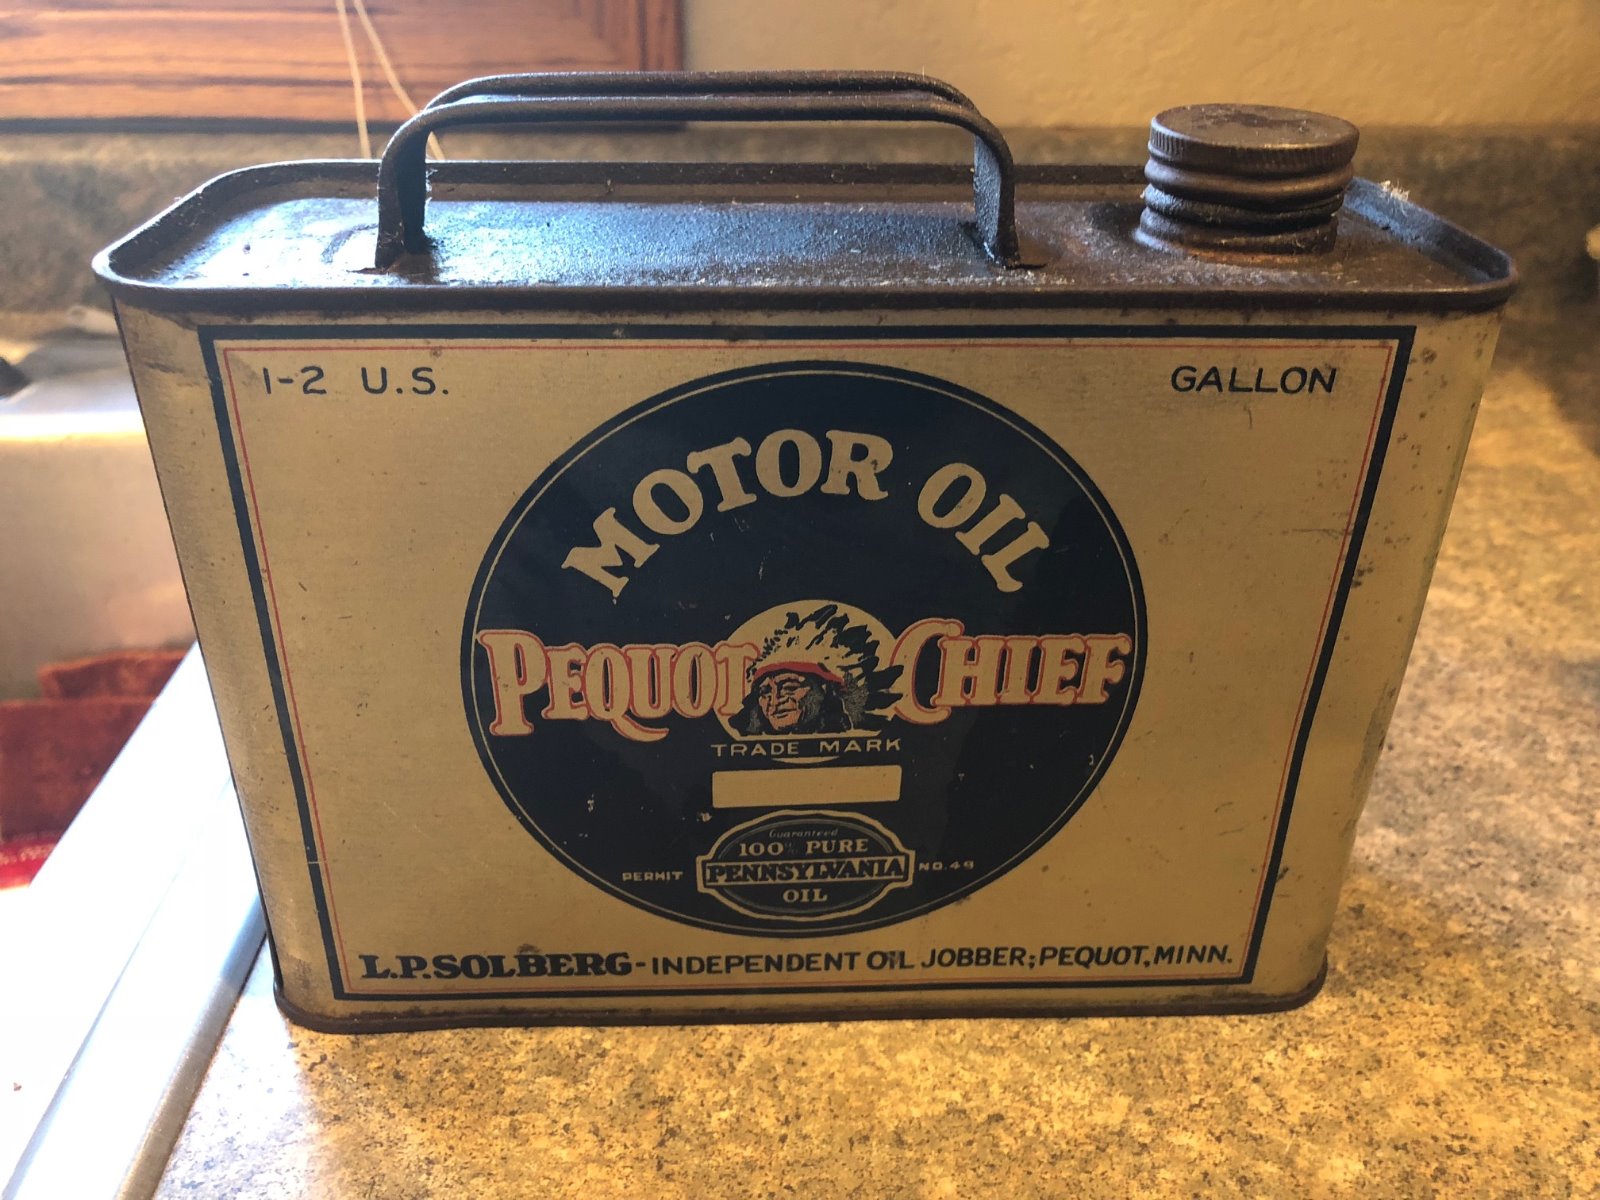 1-2 U.S. GALLON
MOTOR OIL
PEQUOT CHIEF
TRADE MARK
Guaranteed
100% PURE
PERMIT PENNSYLVANIA NO. 49
OIL
L.P. SOLBERG - INDEPENDENT OIL JOBBER; PEQUOT, MINN.